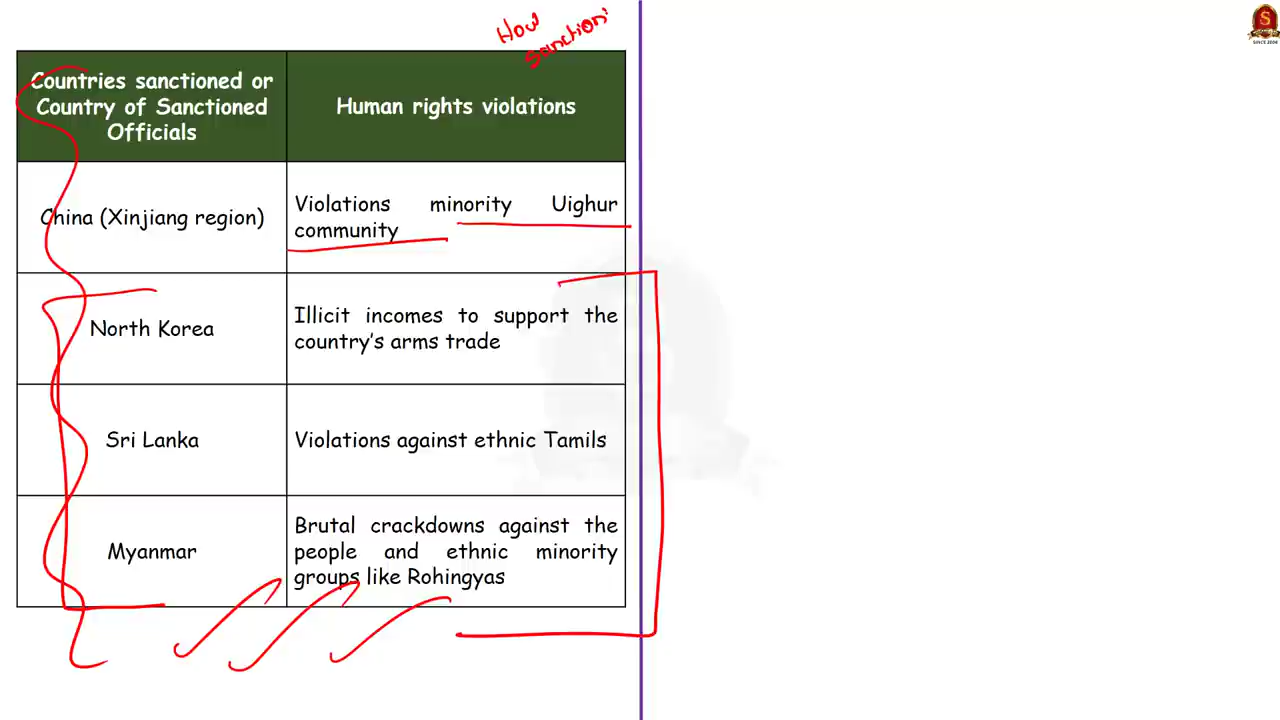 How
Sanction
Countries sanctioned or
Country of Sanctioned
Officials
Human rights violations
China (Xinjiang region)
Violations minority Uighur
community
North Korea
Illicit incomes to support the
country's arms trade
Sri Lanka
Violations against ethnic Tamils
Myanmar
Brutal crackdowns against the
people and ethnic minority
groups like Rohingyas
S
SINCE 2004